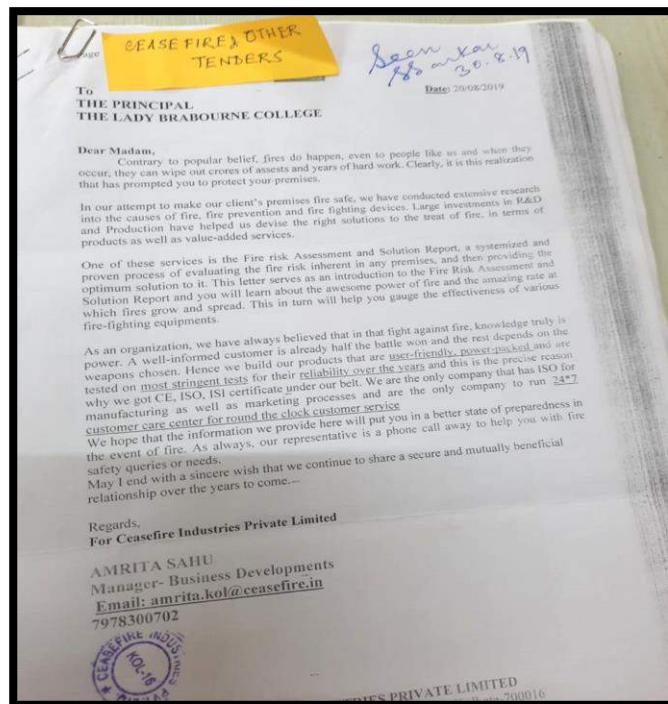 CEASE FIRE & OTHER
TENDERS
Seen
30.8.19
To
Date: 20/08/2019
THE PRINCIPAL
THE LADY BRABOURNE COLLEGE
Dear Madam,
Contrary to popular belief, fires do happen, even to people like us and when they
occur, they can wipe out crores of assests and years of hard work. Clearly, it is this realization
that has prompted you to protect your premises.
In our attempt to make our client's premises fire safe, we have conducted extensive research
into the causes of fire, fire prevention and fire fighting devices. Large investments in R&D
and Production have helped us devise the right solutions to the treat of fire, in terms of
products as well as value-added services.
One of these services is the Fire risk Assessment and Solution Report, a systemized and
proven process of evaluating the fire risk inherent in any premises, and then providing the
optimum solution to it. This letter serves as an introduction to the Fire Risk Assessment and
Solution Report and you will learn about the awesome power of fire and the amazing rate at
which fires grow and spread. This in turn will help you gauge the effectiveness of various
fire-fighting equipments.
As an organization, we have always believed that in that fight against fire, knowledge truly is
power. A well-informed customer is already half the battle won and the rest depends on the
weapons chosen. Hence we build our products that are user-friendly, power-packed and are
tested on most stringent tests for their reliability over the years and this is the precise reason
why we got CE, ISO, ISI certificate under our belt. We are the only company that has ISO for
manufacturing as well as marketing processes and are the only company to run 24*7
customer care center for round the clock customer service
We hope that the information we provide here will put you in a better state of preparedness in
the event of fire. As always, our representative is a phone call away to help you with fire
safety queries or needs.
May I end with a sincere wish that we continue to share a secure and mutually beneficial
relationship over the years to come.--
Regards,
For Ceasefire Industries Private Limited
AMRITA SAHU
Manager- Business Developments
Email: amrita.kol@ceasefire.in
7978300702
CEASEFIRE INDUSTRIES
KOL-16
PRIVATE LIMITED
700016